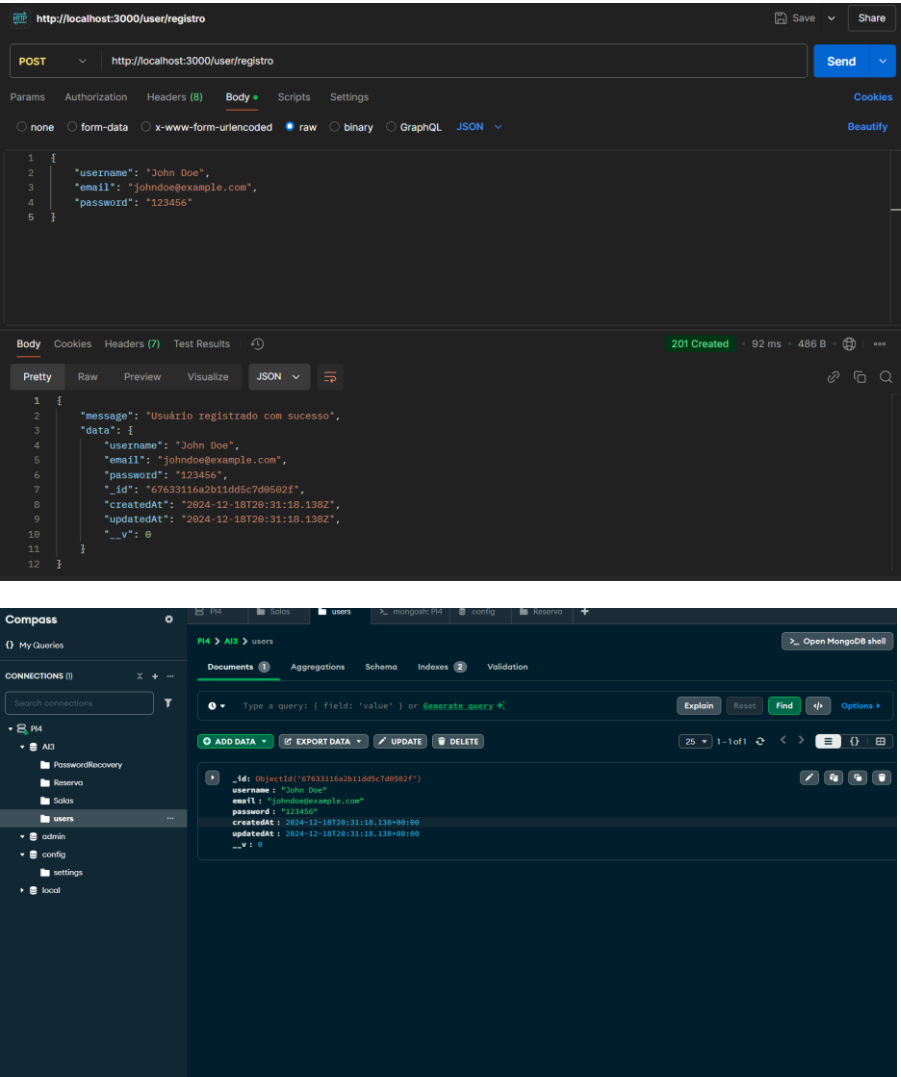 HTTP http://localhost:3000/user/registro Save Share
POST http://localhost:3000/user/registro Send
Params Authorization Headers (8) Body Scripts Settings Cookies
none form-data x-www-form-urlencoded raw binary GraphQL JSON Beautify
1 {
2 "username": "John Doe",
3 "email": "johndoe@example.com",
4 "password": "123456"
5 }
Body Cookies Headers (7) Test Results 201 Created 92 ms 486 B
Pretty Raw Preview Visualize JSON
1 {
2 "message": "Usuário registrado com sucesso",
3 "data": {
4 "username": "John Doe",
5 "email": "johndoe@example.com",
6 "password": "123456",
7 "_id": "67633116a2b11dd5c7d0502f",
8 "createdAt": "2024-12-18T20:31:18.138Z",
9 "updatedAt": "2024-12-18T20:31:18.138Z",
10 "__v": 0
11 }
12 }
Compass
{} My Queries
CONNECTIONS (1)
Search connections
PI4
AI3
PasswordRecovery
Reserva
Salas
users
admin
config
settings
local
PI4 Salas users >_ mongosh: PI4 config Reserva +
PI4 > AI3 > users >_ Open MongoDB shell
Documents 1 Aggregations Schema Indexes 2 Validation
Type a query: { field: 'value' } or Generate query Explain Reset Find </> Options
ADD DATA EXPORT DATA UPDATE DELETE 25 1–1 of 1 {}
_id: ObjectId('67633116a2b11dd5c7d0502f')
username : "John Doe"
email : "johndoe@example.com"
password : "123456"
createdAt : 2024-12-18T20:31:18.138+00:00
updatedAt : 2024-12-18T20:31:18.138+00:00
__v : 0